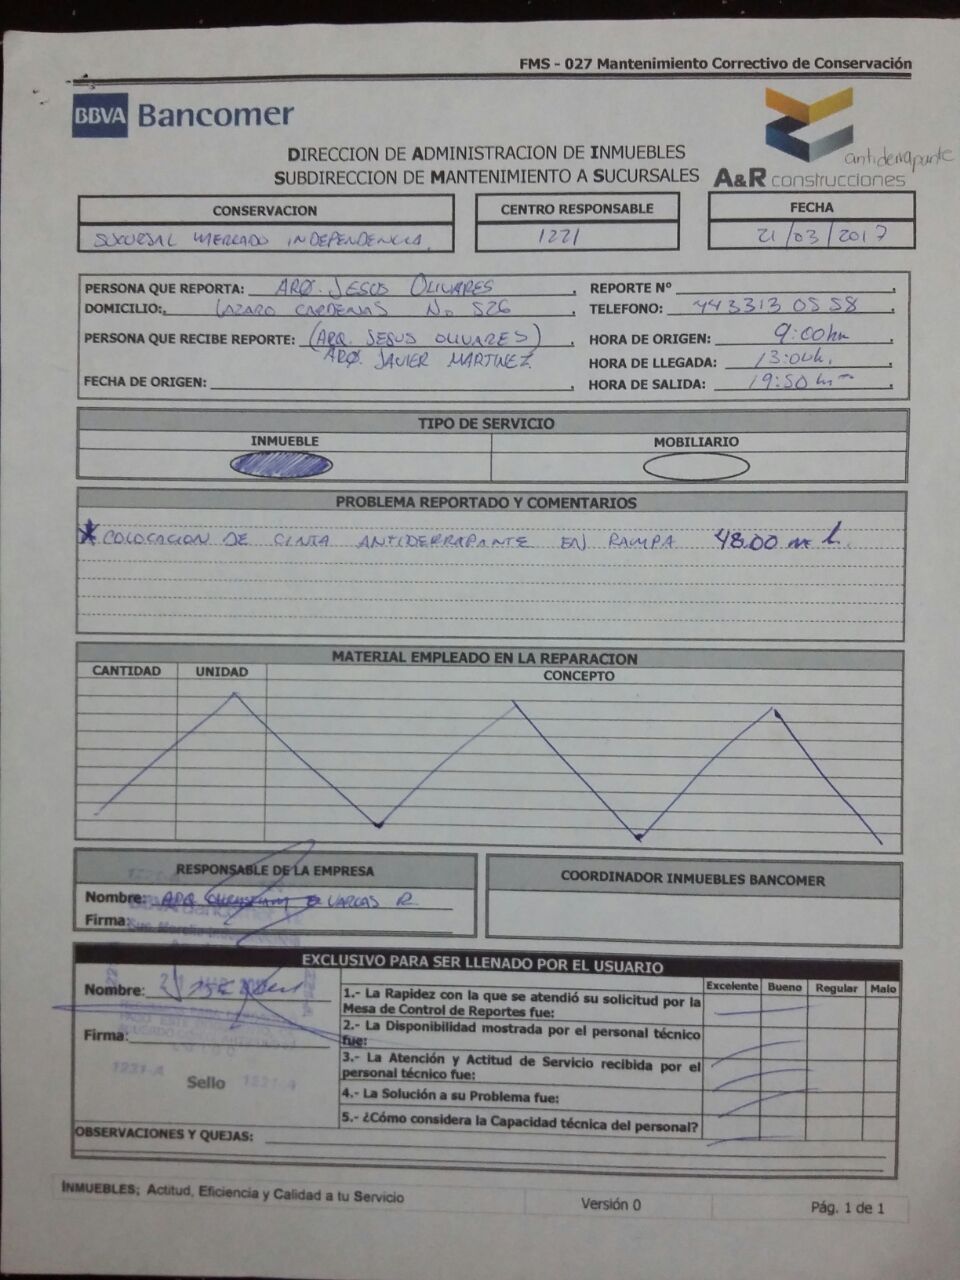 FMS - 027 Mantenimiento Correctivo de Conservación
BBVA Bancomer
antiderrapante
DIRECCION DE ADMINISTRACION DE INMUEBLES
SUBDIRECCION DE MANTENIMIENTO A SUCURSALES
A&R construcciones
CONSERVACION
SUCURSAL MERCADO INDEPENDENCIA.
CENTRO RESPONSABLE
1221
FECHA
21/03/2017
PERSONA QUE REPORTA: ARQ. JESUS OLIVARES
REPORTE Nº
DOMICILIO: LAZARO CARDENAS No 526
TELEFONO: 443313 0558
PERSONA QUE RECIBE REPORTE: (ARQ. JESUS OLIVARES)
ARQ. JAVIER MARTINEZ
HORA DE ORIGEN: 9:00hrs
HORA DE LLEGADA: 13:00h.
FECHA DE ORIGEN:
HORA DE SALIDA: 19:50 hrs
TIPO DE SERVICIO
INMUEBLE
MOBILIARIO
PROBLEMA REPORTADO Y COMENTARIOS
* COLOCACION DE CINTA ANTIDERRAPANTE EN RAMPA 48.00 m l.
MATERIAL EMPLEADO EN LA REPARACION
CANTIDAD UNIDAD CONCEPTO
RESPONSABLE DE LA EMPRESA
Nombre: ARQ VARGAS R.
Firma:
COORDINADOR INMUEBLES BANCOMER
BBVA Bancomer
EXCLUSIVO PARA SER LLENADO POR EL USUARIO
Nombre:
Firma:
1221-A 1221-A
Sello
Excelente Bueno Regular Malo
1.- La Rapidez con la que se atendió su solicitud por la
Mesa de Control de Reportes fue:
2.- La Disponibilidad mostrada por el personal técnico
fue:
3.- La Atención y Actitud de Servicio recibida por el
personal técnico fue:
4.- La Solución a su Problema fue:
5.- ¿Cómo considera la Capacidad técnica del personal?
OBSERVACIONES Y QUEJAS:
INMUEBLES; Actitud, Eficiencia y Calidad a tu Servicio
Versión 0
Pág. 1 de 1